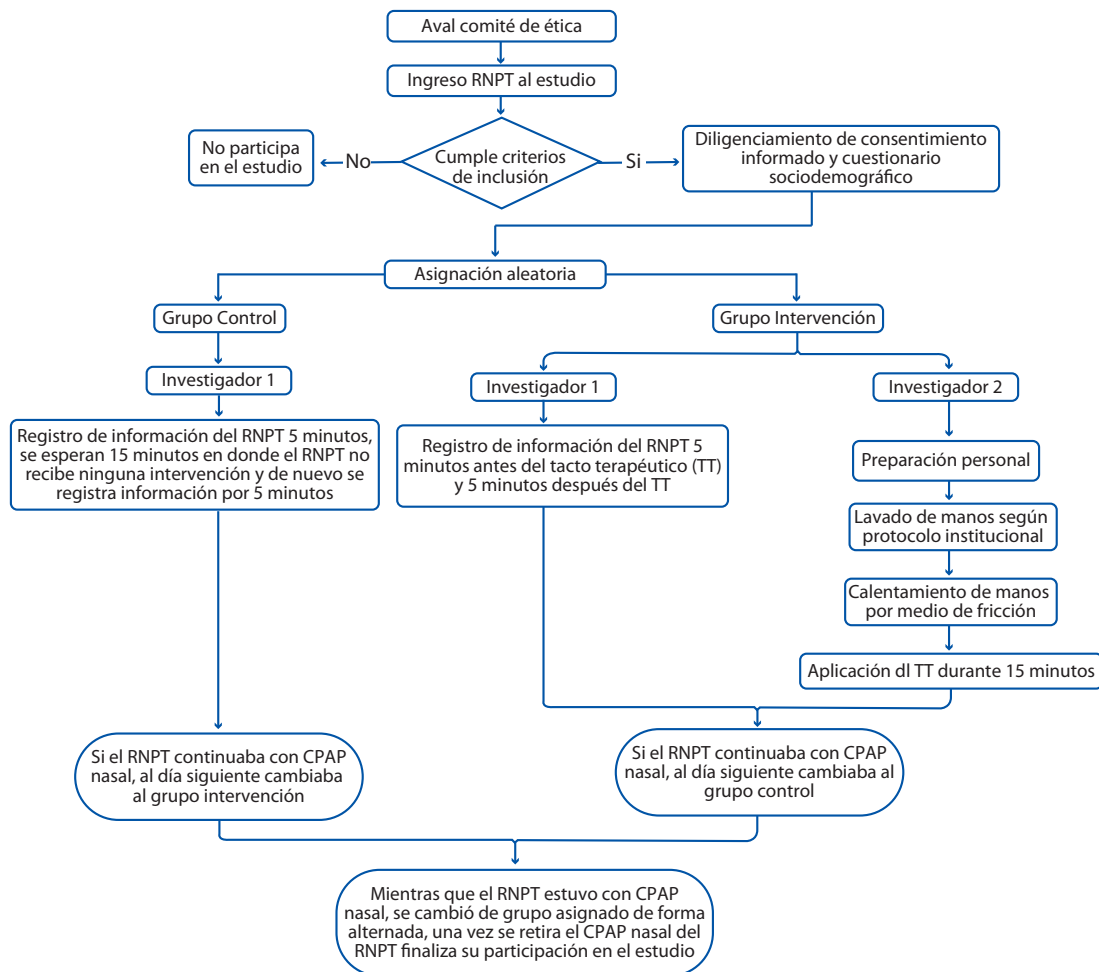 Aval comité de ética
Ingreso RNPT al estudio
Cumple criterios
de inclusión
No
No participa
en el estudio
Si
Diligenciamiento de consentimiento
informado y cuestionario
sociodemográfico
Asignación aleatoria
Grupo Control
Investigador 1
Registro de información del RNPT 5 minutos,
se esperan 15 minutos en donde el RNPT no
recibe ninguna intervención y de nuevo se
registra información por 5 minutos
Si el RNPT continuaba con CPAP
nasal, al día siguiente cambiaba
al grupo intervención
Grupo Intervención
Investigador 1
Registro de información del RNPT 5
minutos antes del tacto terapéutico (TT)
y 5 minutos después del TT
Investigador 2
Preparación personal
Lavado de manos según
protocolo institucional
Calentamiento de manos
por medio de fricción
Aplicación dl TT durante 15 minutos
Si el RNPT continuaba con CPAP
nasal, al día siguiente cambiaba al
grupo control
Mientras que el RNPT estuvo con CPAP
nasal, se cambió de grupo asignado de forma
alternada, una vez se retira el CPAP nasal del
RNPT finaliza su participación en el estudio